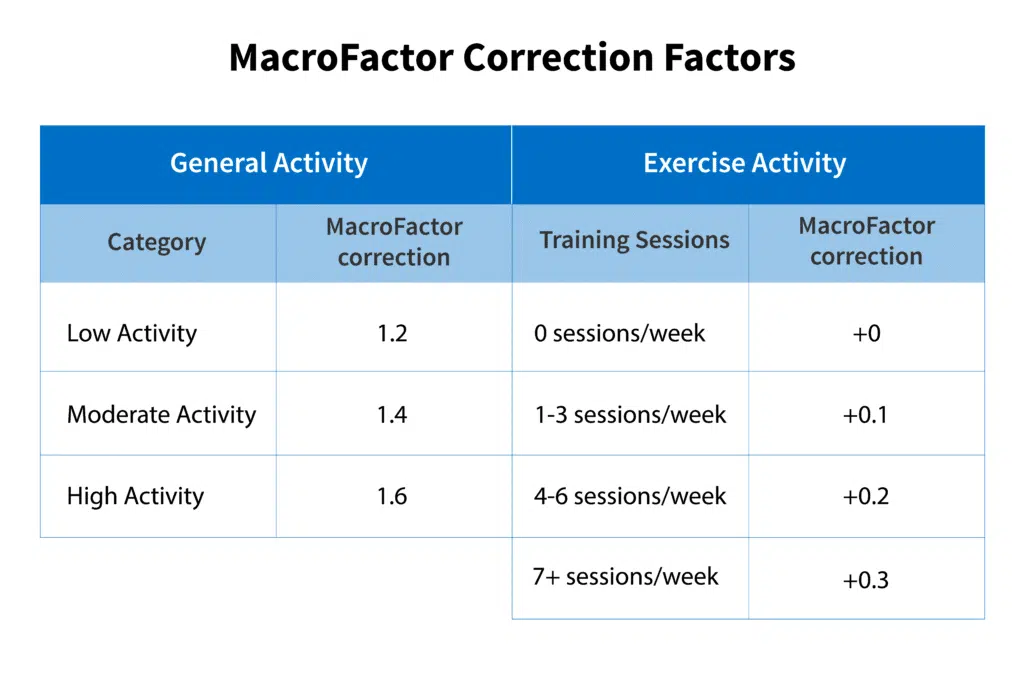 MacroFactor Correction Factors
General Activity
Exercise Activity
Category
MacroFactor
correction
Training Sessions
MacroFactor
correction
Low Activity
1.2
0 sessions/week
+0
Moderate Activity
1.4
1-3 sessions/week
+0.1
High Activity
1.6
4-6 sessions/week
+0.2
7+ sessions/week
+0.3